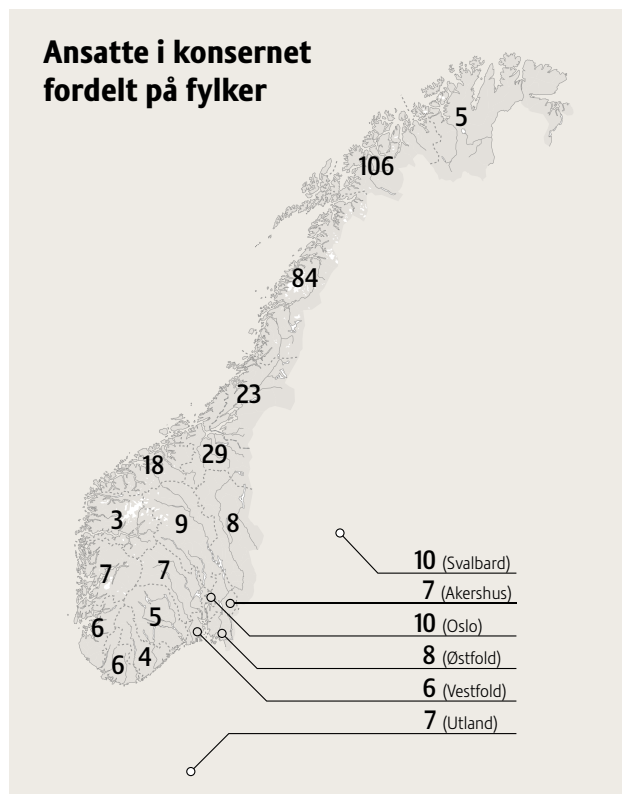 Ansatte i konsernet
fordelt på fylker
5
106
84
23
29
18
3
9
8
7
7
5
6
6
4
10 (Svalbard)
7 (Akershus)
10 (Oslo)
8 (Østfold)
6 (Vestfold)
7 (Utland)